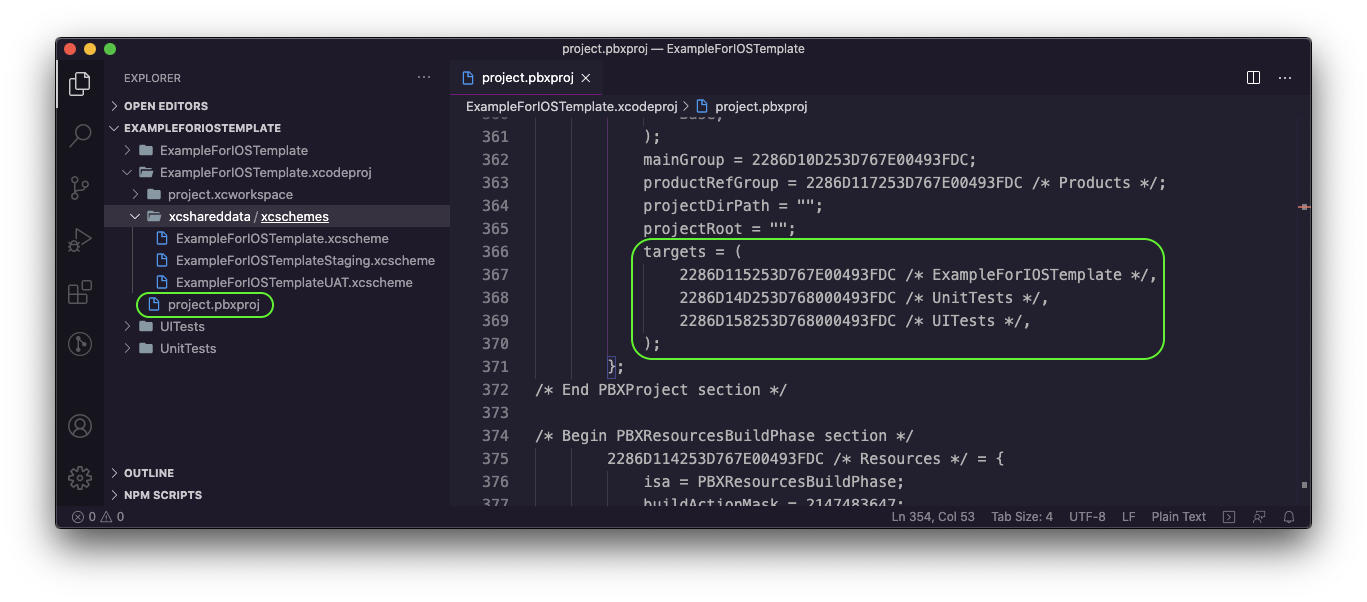 project.pbxproj — ExampleForIOSTemplate
EXPLORER
OPEN EDITORS
EXAMPLEFORIOSTEMPLATE
ExampleForIOSTemplate
ExampleForIOSTemplate.xcodeproj
project.xcworkspace
xcshareddata / xcschemes
ExampleForIOSTemplate.xcscheme
ExampleForIOSTemplateStaging.xcscheme
ExampleForIOSTemplateUAT.xcscheme
project.pbxproj
UITests
UnitTests
OUTLINE
NPM SCRIPTS
project.pbxproj
ExampleForIOSTemplate.xcodeproj > project.pbxproj
360 Base,
361 );
362 mainGroup = 2286D10D253D767E00493FDC;
363 productRefGroup = 2286D117253D767E00493FDC /* Products */;
364 projectDirPath = "";
365 projectRoot = "";
366 targets = (
367 2286D115253D767E00493FDC /* ExampleForIOSTemplate */,
368 2286D14D253D768000493FDC /* UnitTests */,
369 2286D158253D768000493FDC /* UITests */,
370 );
371 };
372 /* End PBXProject section */
373
374 /* Begin PBXResourcesBuildPhase section */
375 2286D114253D767E00493FDC /* Resources */ = {
376 isa = PBXResourcesBuildPhase;
377 buildActionMask = 2147483647;
0 0 Ln 354, Col 53 Tab Size: 4 UTF-8 LF Plain Text